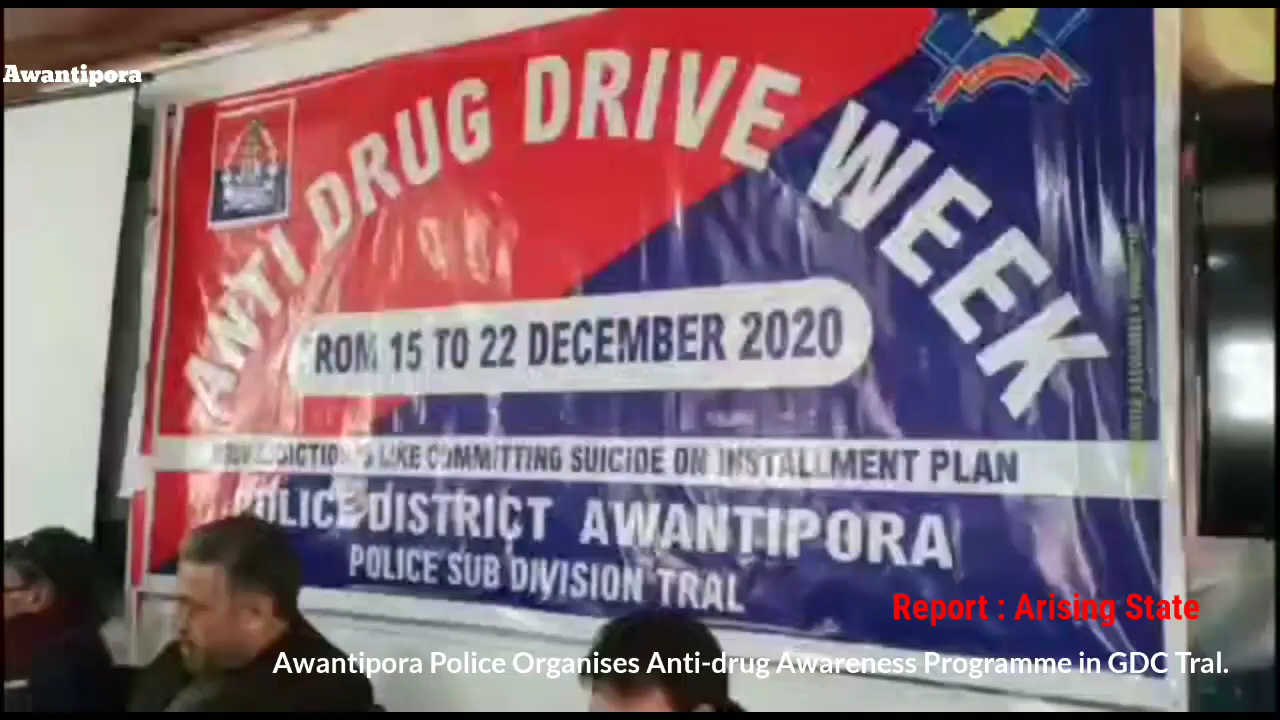 Awantipora
ANTI DRUG DRIVE WEEK
FROM 15 TO 22 DECEMBER 2020
IS LIKE COMMITTING SUICIDE ON INSTALLMENT PLAN
POLICE DISTRICT AWANTIPORA
POLICE SUB DIVISION TRAL
Report : Arising State
Awantipora Police Organises Anti-drug Awareness Programme in GDC Tral.